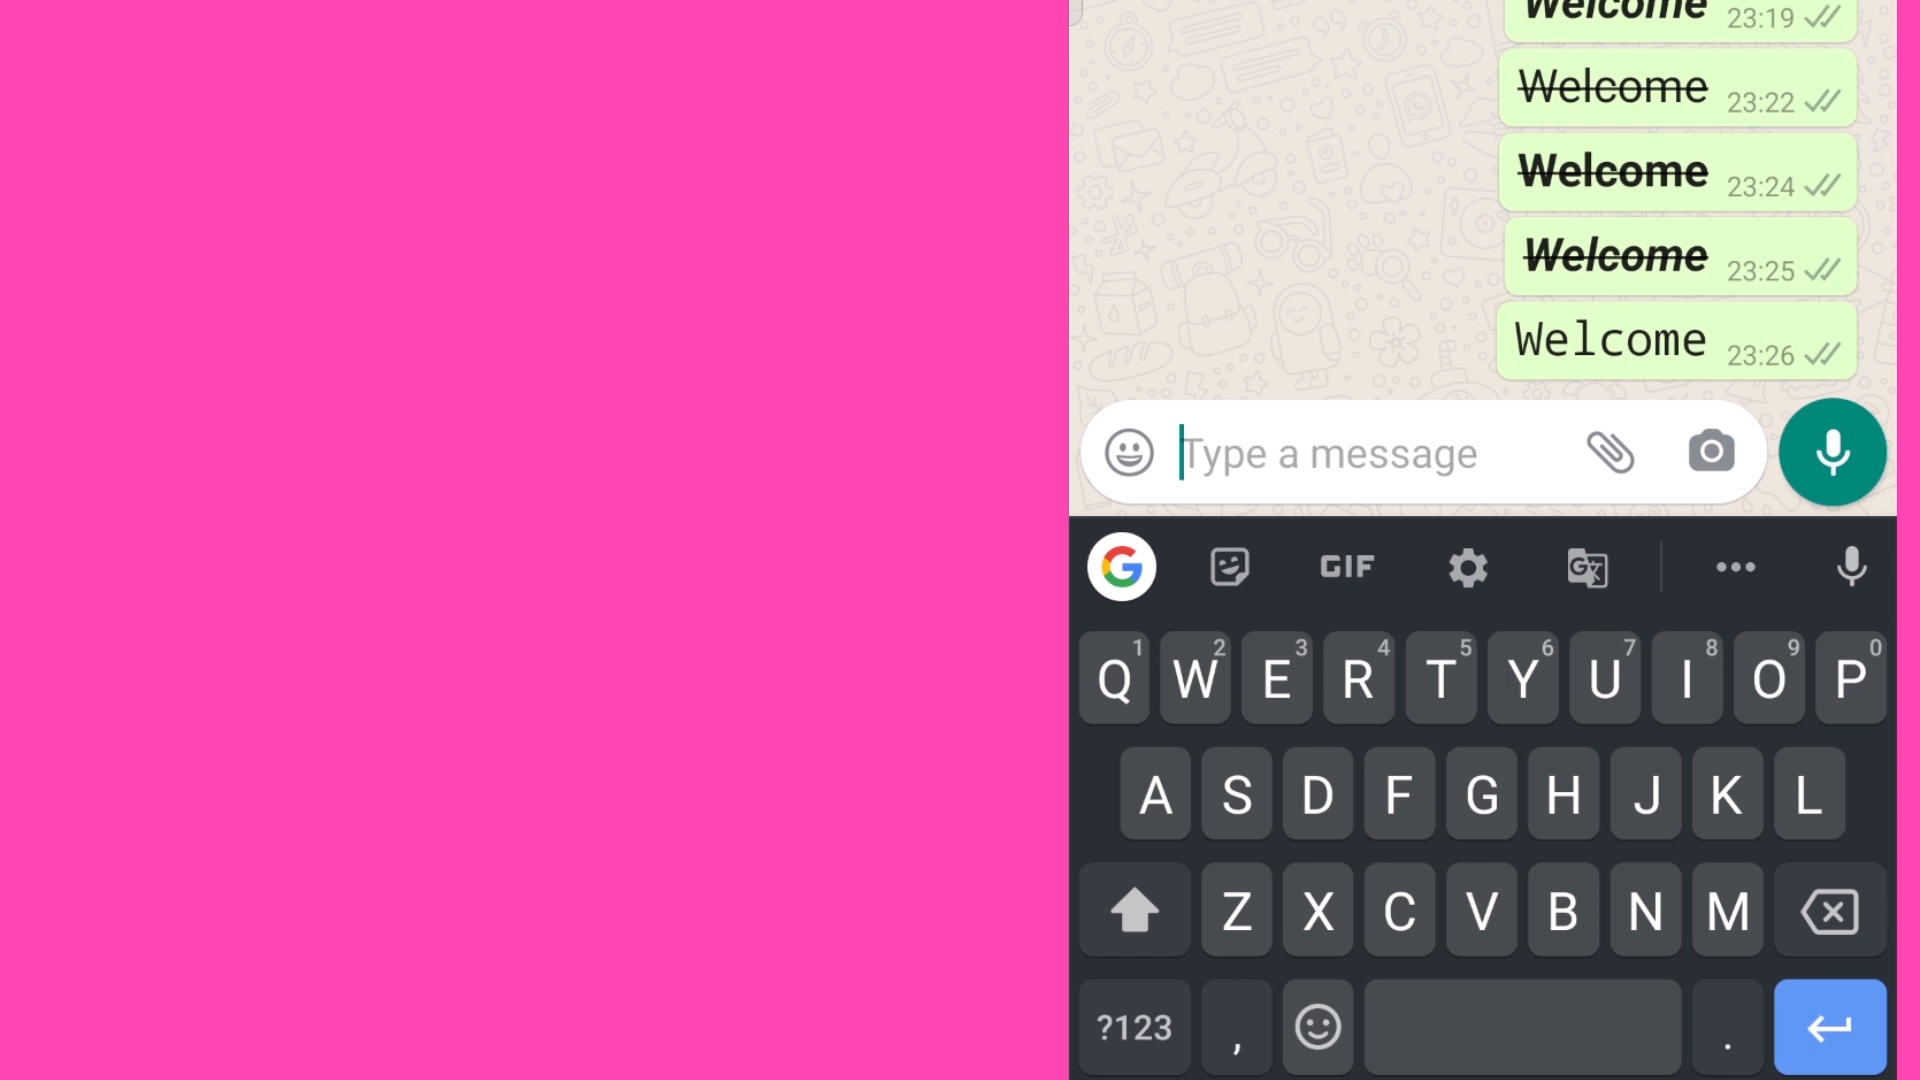 Welcome 23:19
Welcome 23:22
Welcome 23:24
Welcome 23:25
Welcome 23:26
Type a message
G GIF G
1 2 3 4 5 6 7 8 9 0
Q W E R T Y U I O P
A S D F G H J K L
Z X C V B N M
?123 , .